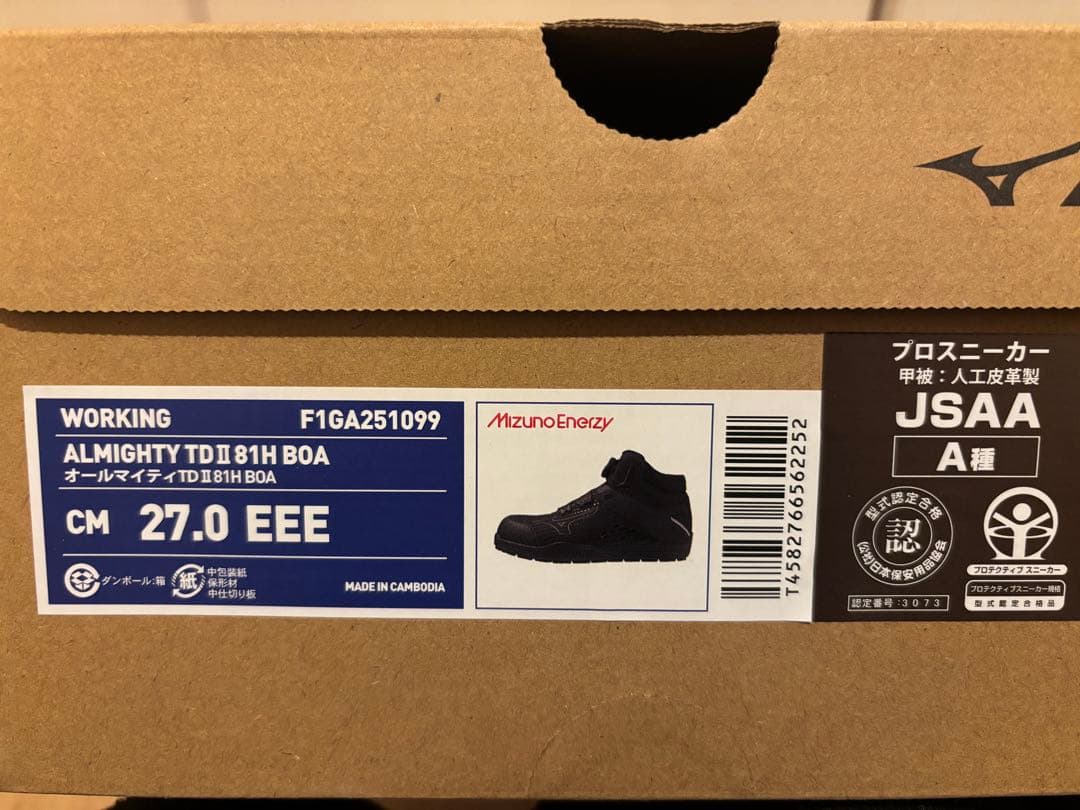 WORKING F1GA251099
ALMIGHTY TDⅡ81H BOA
オールマイティTDⅡ81H BOA
CM 27.0 EEE
ダンボール:箱
紙
中包装紙
保形材
中仕切り板
MADE IN CAMBODIA
MizunoEnerzy
T4582766562252
プロスニーカー
甲被:人工皮革製
JSAA
A種
型式認定合格
認
(公社)日本保安用品協会
認定番号:3073
プロテクティブ スニーカー
プロテクティブスニーカー規格
型式認定合格品